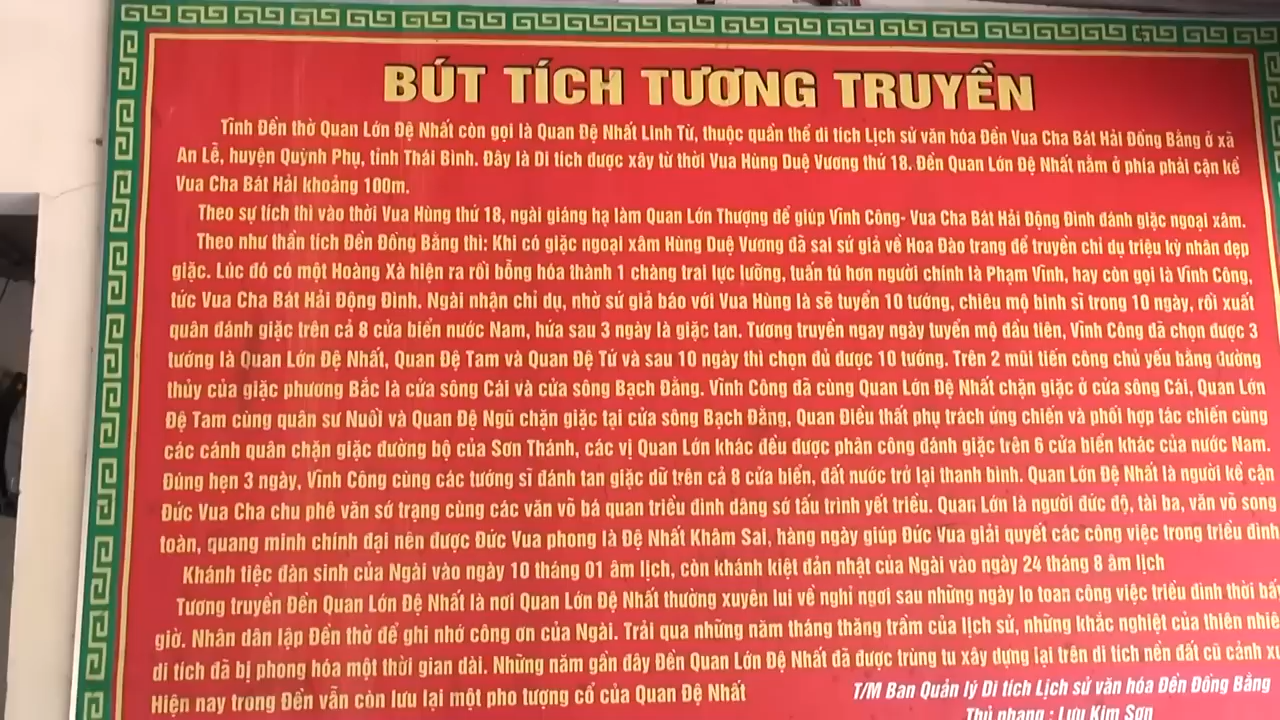 BÚT TÍCH TƯƠNG TRUYỀN
Tĩnh Đền thờ Quan Lớn Đệ Nhất còn gọi là Quan Đệ Nhất Linh Từ, thuộc quần thể di tích Lịch sử văn hóa Đền Vua Cha Bát Hải Đồng Bằng ở xã
An Lễ, huyện Quỳnh Phụ, tỉnh Thái Bình. Đây là Di tích được xây từ thời Vua Hùng Duệ Vương thứ 18. Đền Quan Lớn Đệ Nhất nằm ở phía phải cận kề
Vua Cha Bát Hải khoảng 100m.
Theo sự tích thì vào thời Vua Hùng thứ 18, ngài giáng hạ làm Quan Lớn Thượng để giúp Vĩnh Công- Vua Cha Bát Hải Động Đình đánh giặc ngoại xâm.
Theo như thần tích Đền Đồng Bằng thì: Khi có giặc ngoại xâm Hùng Duệ Vương đã sai sứ giả về Hoa Đào trang để truyền chỉ dụ triệu kỳ nhân dẹp
giặc. Lúc đó có một Hoàng Xà hiện ra rồi bỗng hóa thành 1 chàng trai lực lưỡng, tuấn tú hơn người chính là Phạm Vĩnh, hay còn gọi là Vĩnh Công,
tức Vua Cha Bát Hải Động Đình. Ngài nhận chỉ dụ, nhờ sứ giả báo với Vua Hùng là sẽ tuyển 10 tướng, chiêu mộ binh sĩ trong 10 ngày, rồi xuất
quân đánh giặc trên cả 8 cửa biển nước Nam, hứa sau 3 ngày là giặc tan. Tương truyền ngay ngày tuyển mộ đầu tiên, Vĩnh Công đã chọn được 3
tướng là Quan Lớn Đệ Nhất, Quan Đệ Tam và Quan Đệ Tứ và sau 10 ngày thì chọn đủ được 10 tướng. Trên 2 mũi tiến công chủ yếu bằng đường
thủy của giặc phương Bắc là cửa sông Cái và cửa sông Bạch Đằng. Vĩnh Công đã cùng Quan Lớn Đệ Nhất chặn giặc ở cửa sông Cái, Quan Lớn
Đệ Tam cùng quân sư Nuồi và Quan Đệ Ngũ chặn giặc tại cửa sông Bạch Đằng, Quan Điều thất phụ trách ứng chiến và phối hợp tác chiến cùng
các cánh quân chặn giặc đường bộ của Sơn Thánh, các vị Quan Lớn khác đều được phân công đánh giặc trên 6 cửa biển khác của nước Nam.
Đúng hẹn 3 ngày, Vĩnh Công cùng các tướng sĩ đánh tan giặc dữ trên cả 8 cửa biển, đất nước trở lại thanh bình. Quan Lớn Đệ Nhất là người kề cận
Đức Vua Cha chu phê văn sớ trạng cùng các văn võ bá quan triều đình dâng sớ tấu trình yết triều. Quan Lớn là người đức độ, tài ba, văn võ song
toàn, quang minh chính đại nên được Đức Vua phong là Đệ Nhất Khâm Sai, hàng ngày giúp Đức Vua giải quyết các công việc trong triều đình
Khánh tiệc đản sinh của Ngài vào ngày 10 tháng 01 âm lịch, còn khánh kiệt đản nhật của Ngài vào ngày 24 tháng 8 âm lịch
Tương truyền Đền Quan Lớn Đệ Nhất là nơi Quan Lớn Đệ Nhất thường xuyên lui về nghỉ ngơi sau những ngày lo toan công việc triều đình thời bấy
giờ. Nhân dân lập Đền thờ để ghi nhớ công ơn của Ngài. Trải qua những năm tháng thăng trầm của lịch sử, những khắc nghiệt của thiên
di tích đã bị phong hóa một thời gian dài. Những năm gần đây Đền Quan Lớn Đệ Nhất đã được trùng tu xây dựng lại trên di tích nền đất cũ cảnh
Hiện nay trong Đền vẫn còn lưu lại một pho tượng cổ của Quan Đệ Nhất
T/M Ban Quản lý Di tích Lịch sử văn hóa Đền Đồng Bằng
Thủ nhang : Lưu Kim Sơn